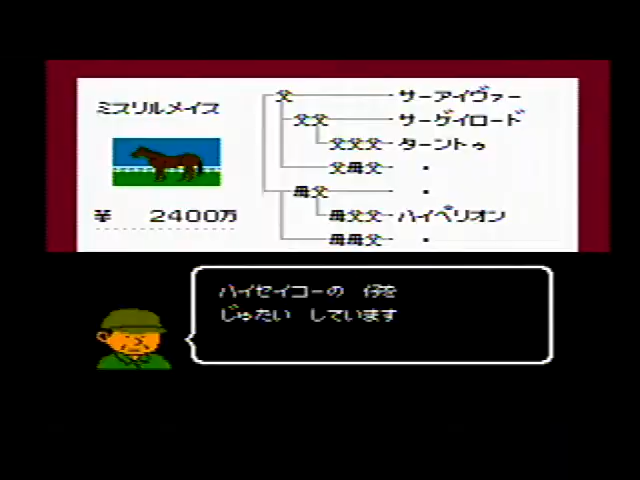 ミスリルメイス
¥ 2400万
父 サーアイヴァー
父父 サーゲイロード
父父父 ターントゥ
父母父 ・
母父 ・
母父父 ハイペリオン
母母父 ・
ハイセイコーの 仔を
じゅたい しています